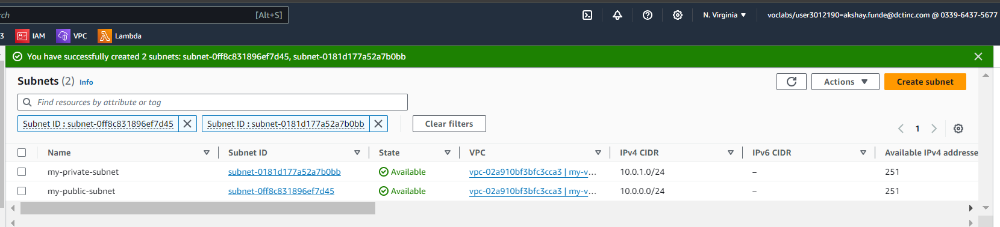 rch [Alt+S] N. Virginia ▼ voclabs/user3012190=akshay.funde@dctinc.com @ 0339-6437-5677
3 IAM VPC Lambda
You have successfully created 2 subnets: subnet-0ff8c831896ef7d45, subnet-0181d177a52a7b0bb
Subnets (2) Info Actions ▼ Create subnet
Find resources by attribute or tag
Subnet ID : subnet-0ff8c831896ef7d45 Subnet ID : subnet-0181d177a52a7b0bb Clear filters
1
Name Subnet ID State VPC IPv4 CIDR IPv6 CIDR Available IPv4 addresse
my-private-subnet subnet-0181d177a52a7b0bb Available vpc-02a910bf3bfc3cca3 | my-v… 10.0.1.0/24 – 251
my-public-subnet subnet-0ff8c831896ef7d45 Available vpc-02a910bf3bfc3cca3 | my-v… 10.0.0.0/24 – 251